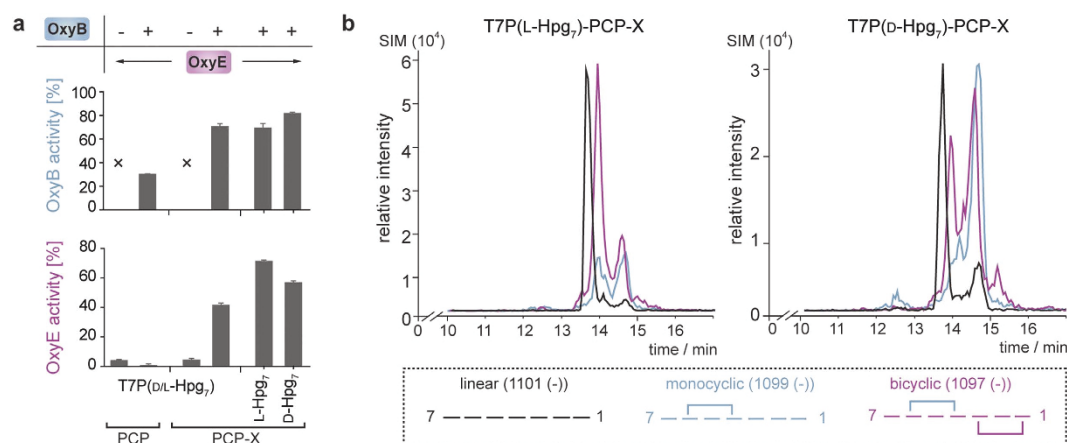 a
OxyB - + - + + +
OxyE
OxyB activity [%]
100
80
60
40
20
0
× ×
OxyE activity [%]
80
60
40
20
0
T7P(D/L-Hpg7)
L-Hpg7
D-Hpg7
PCP PCP-X
b
T7P(L-Hpg7)-PCP-X
SIM (10⁴)
relative intensity
6
5
4
3
2
1
0
10 12 13 14 15 16
time / min
T7P(D-Hpg7)-PCP-X
SIM (10⁴)
relative intensity
3
2
1
0
10 12 13 14 15 16
time / min
linear (1101 (-)) monocyclic (1099 (-)) bicyclic (1097 (-))
7 1 7 1 7 1